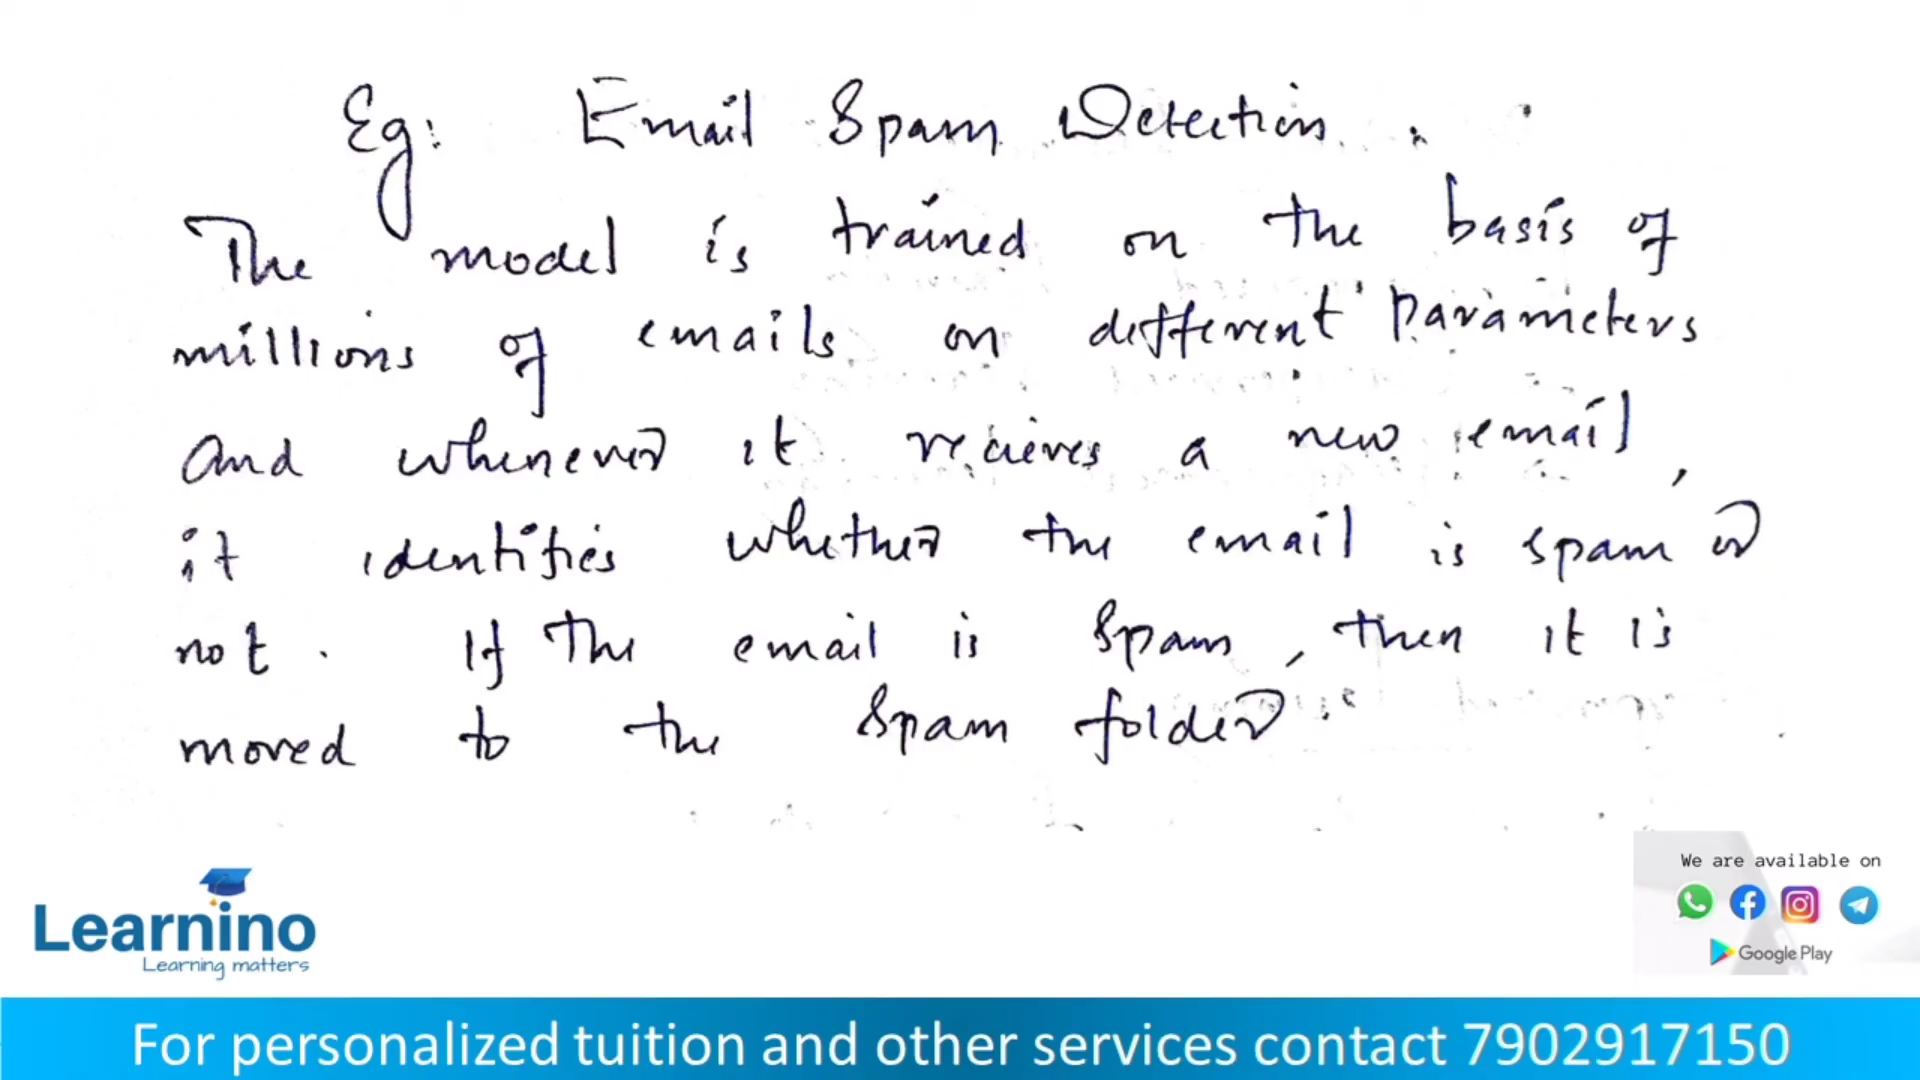 Eg: Email Spam Detection.
The model is trained on the basis of
millions of emails on different Parameters
and whenever it recieves a new email,
it identifies whether the email is spam or
not. If the email is spam, then it is
moved to the spam folder.
We are available on
Learnino
Learning matters
Google Play
For personalized tuition and other services contact 7902917150